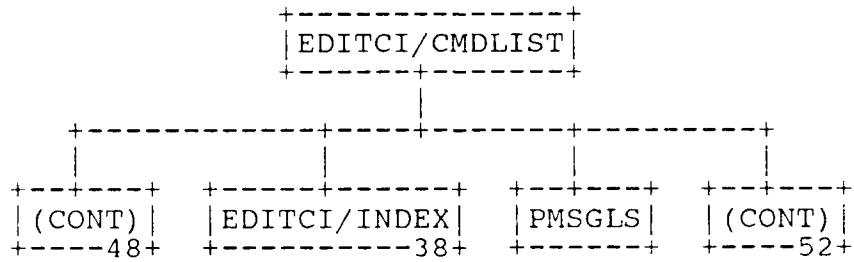 EDITCI/CMDLIST
(CONT) EDITCI/INDEX PMSGLS (CONT)
48 38 52